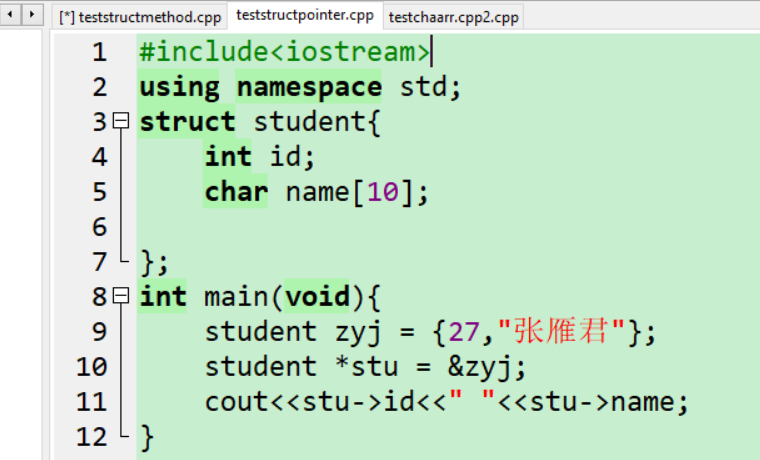 [*] teststructmethod.cpp teststructpointer.cpp testchaarr.cpp2.cpp
1 #include<iostream>
2 using namespace std;
3 struct student{
4 int id;
5 char name[10];
6
7 };
8 int main(void){
9 student zyj = {27,"张雁君"};
10 student *stu = &zyj;
11 cout<<stu->id<<" "<<stu->name;
12 }